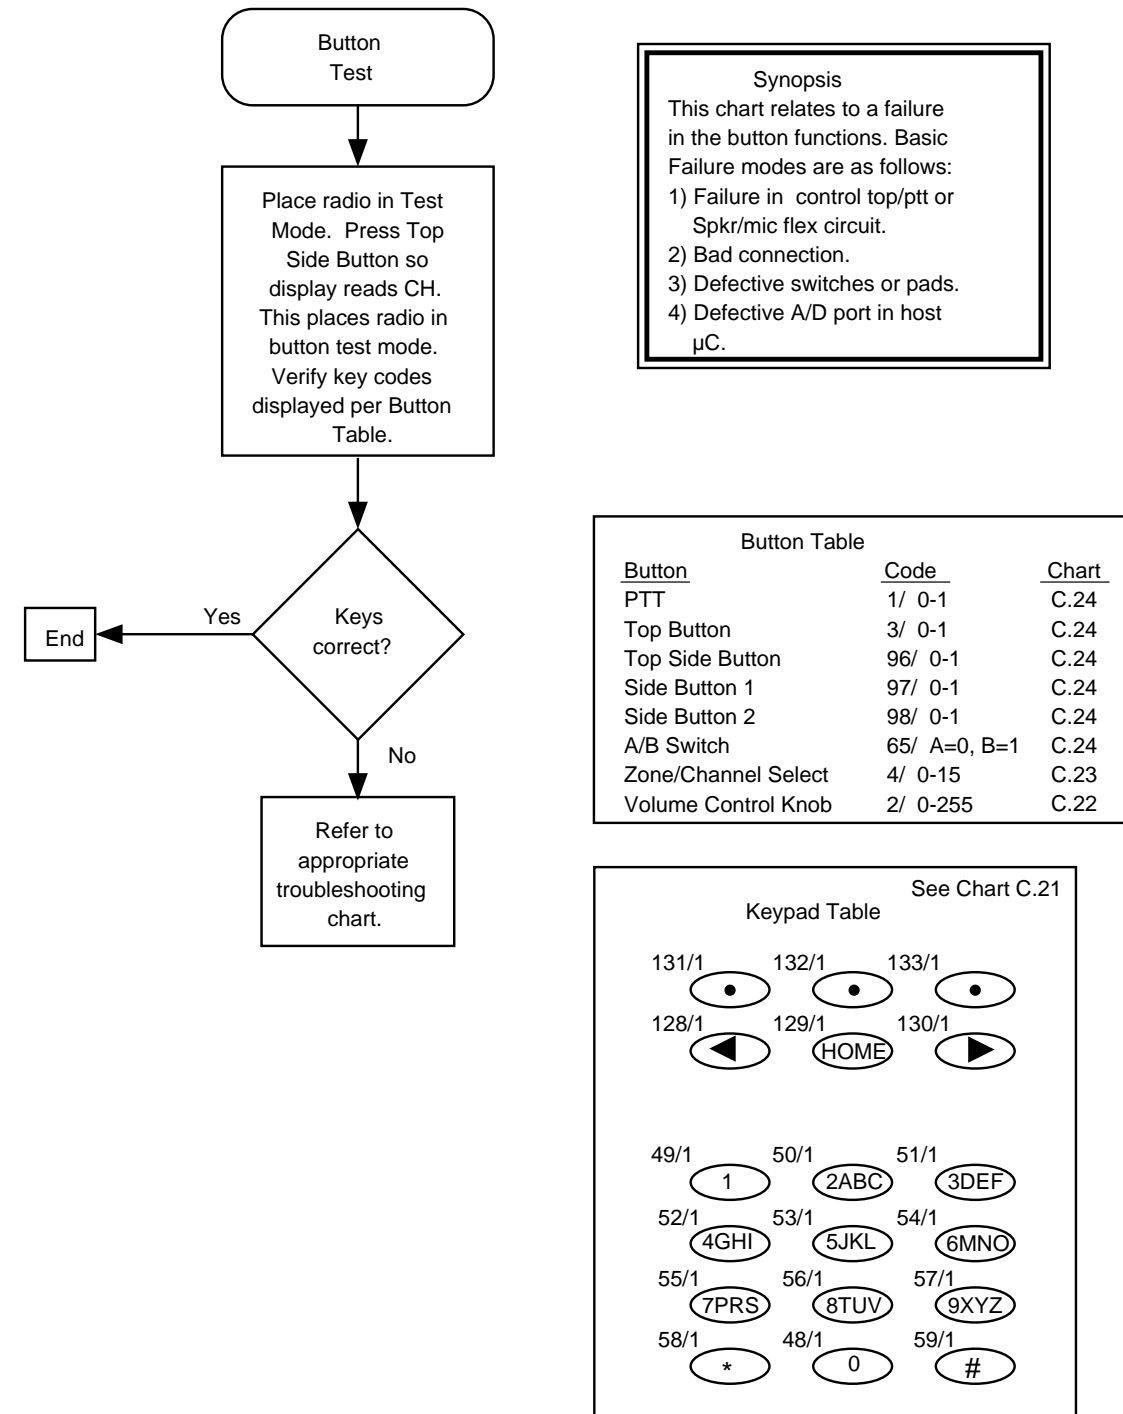 Button
Test
Place radio in Test
Mode. Press Top
Side Button so
display reads CH.
This places radio in
button test mode.
Verify key codes
displayed per Button
Table.
Keys
correct?
Yes
End
No
Refer to
appropriate
troubleshooting
chart.
Synopsis
This chart relates to a failure
in the button functions. Basic
Failure modes are as follows:
1) Failure in control top/ptt or
Spkr/mic flex circuit.
2) Bad connection.
3) Defective switches or pads.
4) Defective A/D port in host
µC.
Button Table
Button Code Chart
PTT 1/ 0-1 C.24
Top Button 3/ 0-1 C.24
Top Side Button 96/ 0-1 C.24
Side Button 1 97/ 0-1 C.24
Side Button 2 98/ 0-1 C.24
A/B Switch 65/ A=0, B=1 C.24
Zone/Channel Select 4/ 0-15 C.23
Volume Control Knob 2/ 0-255 C.22
See Chart C.21
Keypad Table
131/1 132/1 133/1
128/1 129/1 130/1
HOME
49/1 50/1 51/1
1 2ABC 3DEF
52/1 53/1 54/1
4GHI 5JKL 6MNO
55/1 56/1 57/1
7PRS 8TUV 9XYZ
58/1 48/1 59/1
* 0 #